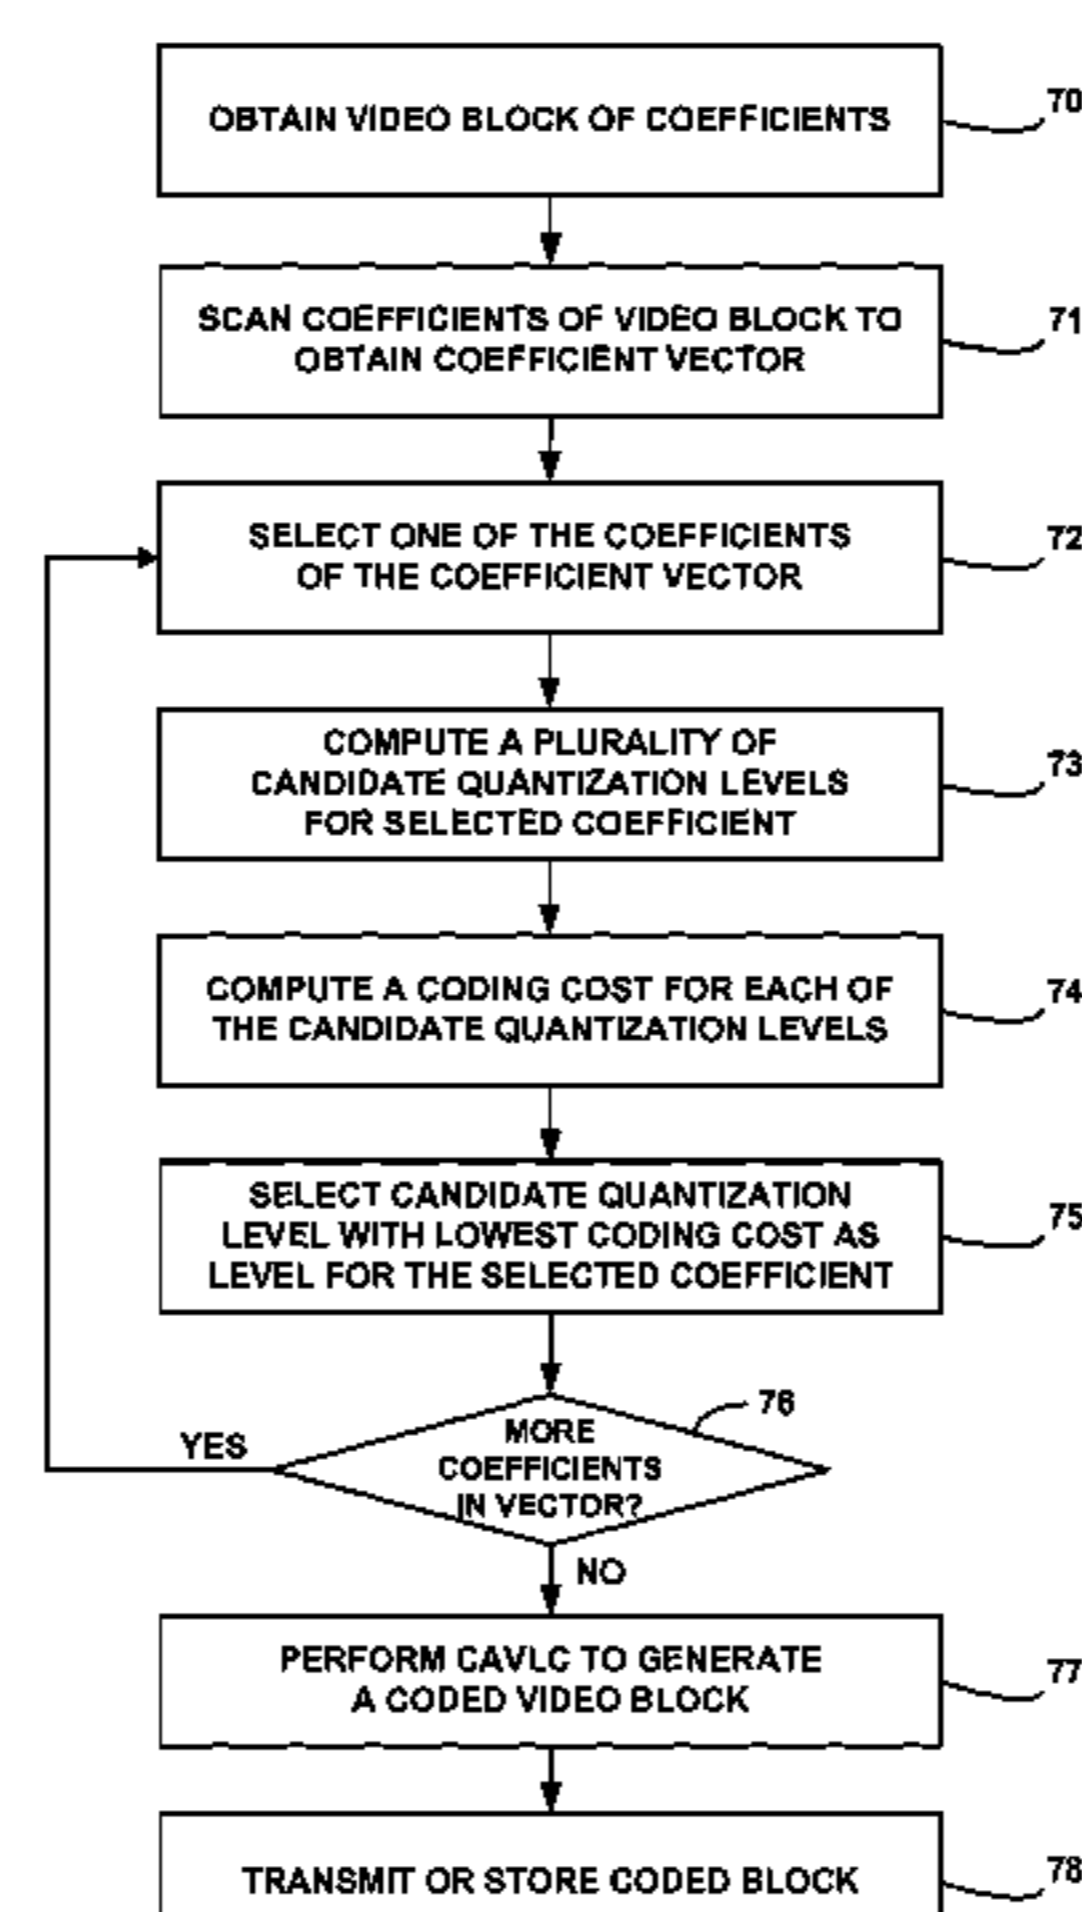 OBTAIN VIDEO BLOCK OF COEFFICIENTS
70
SCAN COEFFICIENTS OF VIDEO BLOCK TO
OBTAIN COEFFICIENT VECTOR
71
SELECT ONE OF THE COEFFICIENTS
OF THE COEFFICIENT VECTOR
72
COMPUTE A PLURALITY OF
CANDIDATE QUANTIZATION LEVELS
FOR SELECTED COEFFICIENT
73
COMPUTE A CODING COST FOR EACH OF
THE CANDIDATE QUANTIZATION LEVELS
74
SELECT CANDIDATE QUANTIZATION
LEVEL WITH LOWEST CODING COST AS
LEVEL FOR THE SELECTED COEFFICIENT
75
76
MORE
COEFFICIENTS
IN VECTOR?
YES
NO
PERFORM CAVLC TO GENERATE
A CODED VIDEO BLOCK
77
TRANSMIT OR STORE CODED BLOCK
78